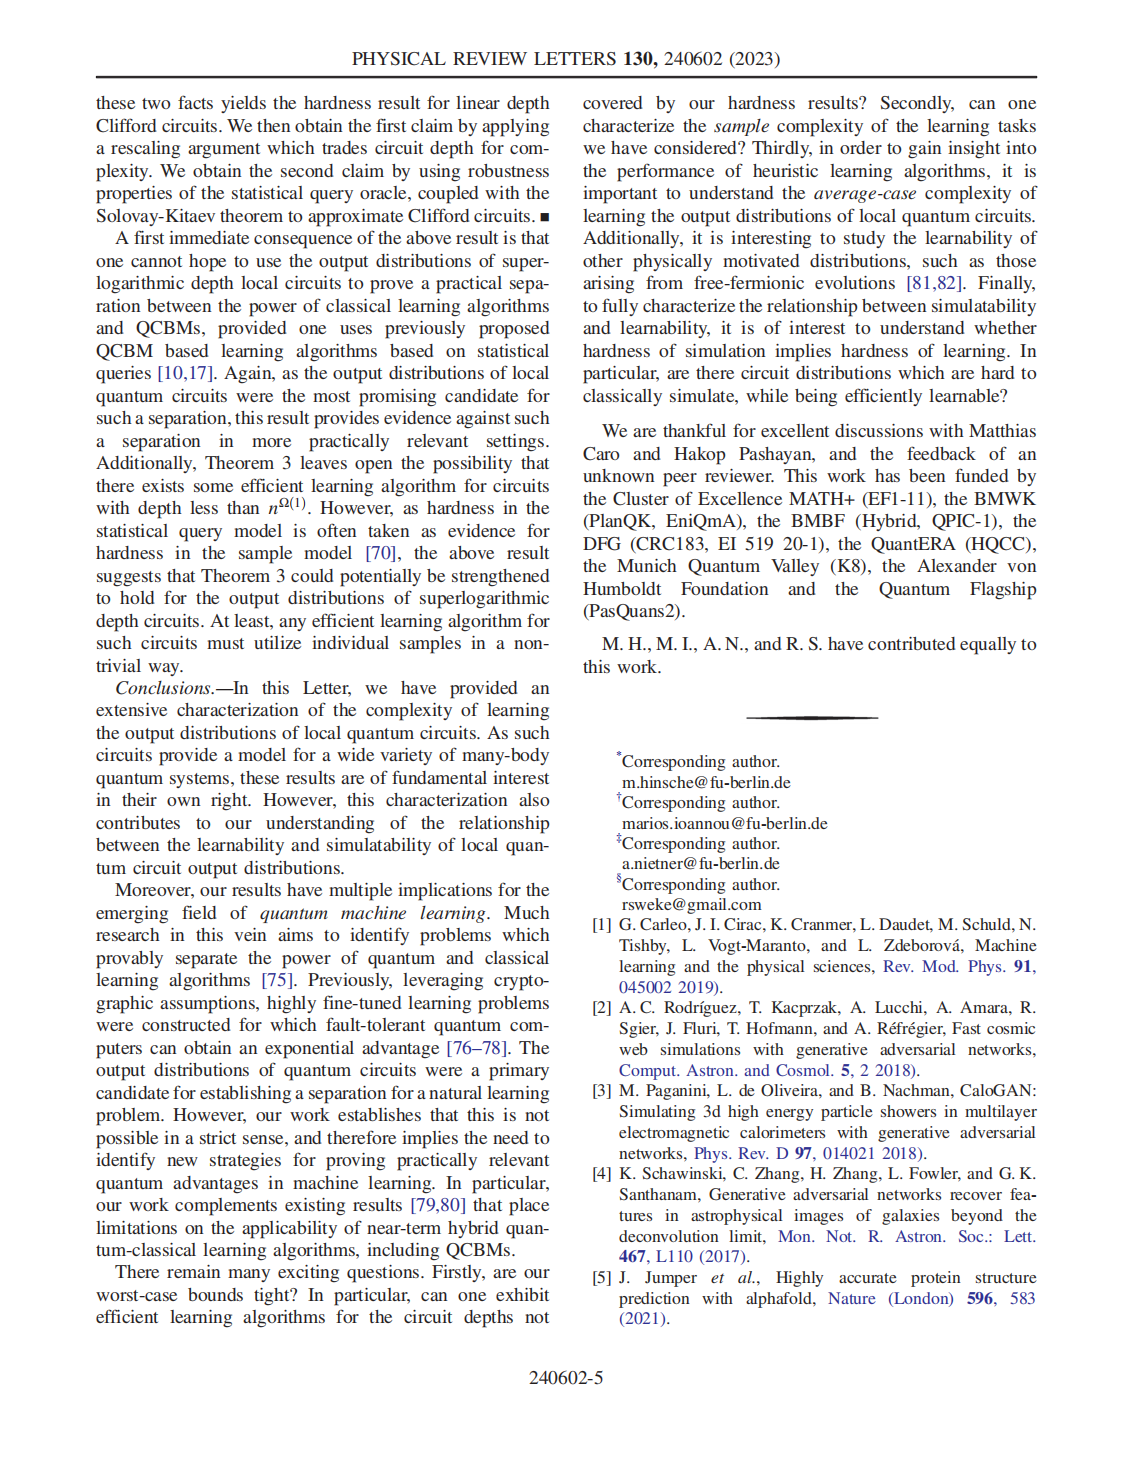 PHYSICAL REVIEW LETTERS 130, 240602 (2023)
these two facts yields the hardness result for linear depth
Clifford circuits. We then obtain the first claim by applying
a rescaling argument which trades circuit depth for com-
plexity. We obtain the second claim by using robustness
properties of the statistical query oracle, coupled with the
Solovay-Kitaev theorem to approximate Clifford circuits. ■
A first immediate consequence of the above result is that
one cannot hope to use the output distributions of super-
logarithmic depth local circuits to prove a practical sepa-
ration between the power of classical learning algorithms
and QCBMs, provided one uses previously proposed
QCBM based learning algorithms based on statistical
queries [10,17]. Again, as the output distributions of local
quantum circuits were the most promising candidate for
such a separation, this result provides evidence against such
a separation in more practically relevant settings.
Additionally, Theorem 3 leaves open the possibility that
there exists some efficient learning algorithm for circuits
with depth less than n^Ω(1). However, as hardness in the
statistical query model is often taken as evidence for
hardness in the sample model [70], the above result
suggests that Theorem 3 could potentially be strengthened
to hold for the output distributions of superlogarithmic
depth circuits. At least, any efficient learning algorithm for
such circuits must utilize individual samples in a non-
trivial way.
Conclusions.—In this Letter, we have provided an
extensive characterization of the complexity of learning
the output distributions of local quantum circuits. As such
circuits provide a model for a wide variety of many-body
quantum systems, these results are of fundamental interest
in their own right. However, this characterization also
contributes to our understanding of the relationship
between the learnability and simulatability of local quan-
tum circuit output distributions.
Moreover, our results have multiple implications for the
emerging field of quantum machine learning. Much
research in this vein aims to identify problems which
provably separate the power of quantum and classical
learning algorithms [75]. Previously, leveraging crypto-
graphic assumptions, highly fine-tuned learning problems
were constructed for which fault-tolerant quantum com-
puters can obtain an exponential advantage [76–78]. The
output distributions of quantum circuits were a primary
candidate for establishing a separation for a natural learning
problem. However, our work establishes that this is not
possible in a strict sense, and therefore implies the need to
identify new strategies for proving practically relevant
quantum advantages in machine learning. In particular,
our work complements existing results [79,80] that place
limitations on the applicability of near-term hybrid quan-
tum-classical learning algorithms, including QCBMs.
There remain many exciting questions. Firstly, are our
worst-case bounds tight? In particular, can one exhibit
efficient learning algorithms for the circuit depths not
covered by our hardness results? Secondly, can one
characterize the sample complexity of the learning tasks
we have considered? Thirdly, in order to gain insight into
the performance of heuristic learning algorithms, it is
important to understand the average-case complexity of
learning the output distributions of local quantum circuits.
Additionally, it is interesting to study the learnability of
other physically motivated distributions, such as those
arising from free-fermionic evolutions [81,82]. Finally,
to fully characterize the relationship between simulatability
and learnability, it is of interest to understand whether
hardness of simulation implies hardness of learning. In
particular, are there circuit distributions which are hard to
classically simulate, while being efficiently learnable?
We are thankful for excellent discussions with Matthias
Caro and Hakop Pashayan, and the feedback of an
unknown peer reviewer. This work has been funded by
the Cluster of Excellence MATH+ (EF1-11), the BMWK
(PlanQK, EniQmA), the BMBF (Hybrid, QPIC-1), the
DFG (CRC183, EI 519 20-1), the QuantERA (HQCC),
the Munich Quantum Valley (K8), the Alexander von
Humboldt Foundation and the Quantum Flagship
(PasQuans2).
M. H., M. I., A. N., and R. S. have contributed equally to
this work.
*Corresponding author.
m.hinsche@fu-berlin.de
†Corresponding author.
marios.ioannou@fu-berlin.de
‡Corresponding author.
a.nietner@fu-berlin.de
§Corresponding author.
rsweke@gmail.com
[1] G. Carleo, J. I. Cirac, K. Cranmer, L. Daudet, M. Schuld, N.
Tishby, L. Vogt-Maranto, and L. Zdeborová, Machine
learning and the physical sciences, Rev. Mod. Phys. 91,
045002 2019).
[2] A. C. Rodríguez, T. Kacprzak, A. Lucchi, A. Amara, R.
Sgier, J. Fluri, T. Hofmann, and A. Réfrégier, Fast cosmic
web simulations with generative adversarial networks,
Comput. Astron. and Cosmol. 5, 2 2018).
[3] M. Paganini, L. de Oliveira, and B. Nachman, CaloGAN:
Simulating 3d high energy particle showers in multilayer
electromagnetic calorimeters with generative adversarial
networks, Phys. Rev. D 97, 014021 2018).
[4] K. Schawinski, C. Zhang, H. Zhang, L. Fowler, and G. K.
Santhanam, Generative adversarial networks recover fea-
tures in astrophysical images of galaxies beyond the
deconvolution limit, Mon. Not. R. Astron. Soc.: Lett.
467, L110 (2017).
[5] J. Jumper et al., Highly accurate protein structure
prediction with alphafold, Nature (London) 596, 583
(2021).
240602-5